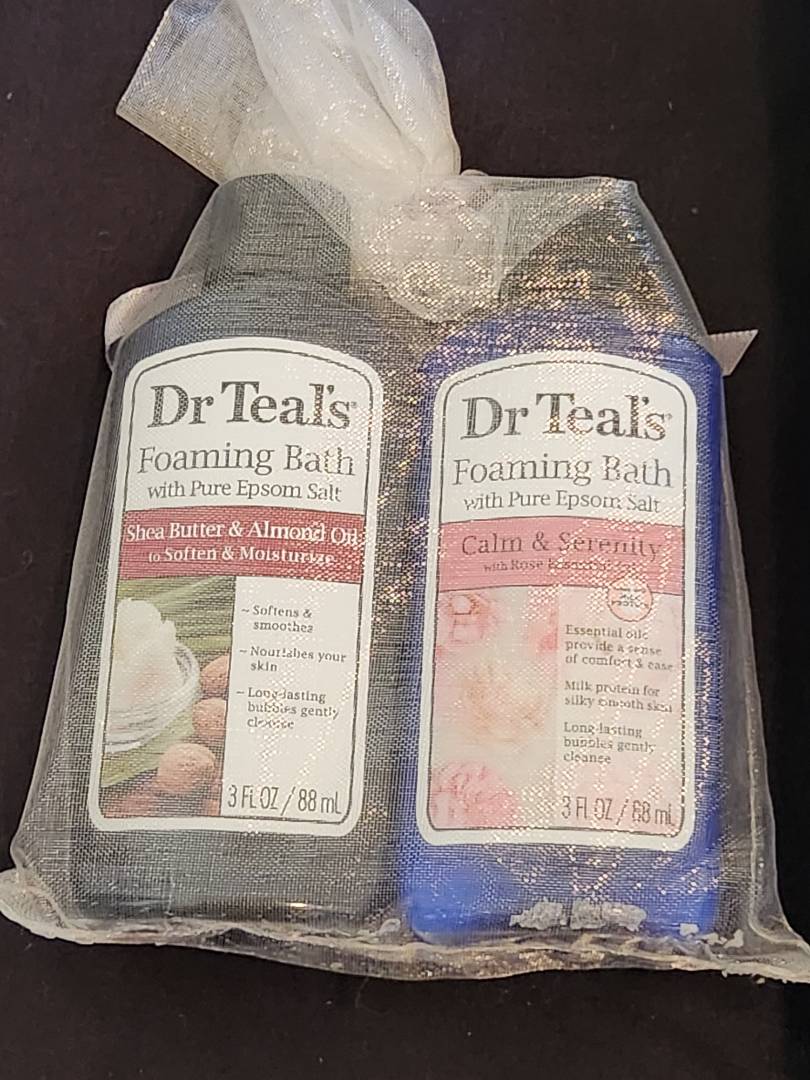 Dr Teal's
Foaming Bath
with Pure Epsom Salt
Shea Butter & Almond Oil
to Soften & Moisturize
~ Softens &
smoothes
~ Nourishes your
skin
~ Long-lasting
bubbles gently
cleanse
3 FL OZ / 88 mL
Dr Teal's
Foaming Bath
with Pure Epsom Salt
Calm & Serenity
with Rose Essential
Essential oils
provide a sense
of comfort & ease
Milk protein for
silky smooth skin
Long-lasting
bubbles gently
cleanse
3 FL OZ / 88 mL